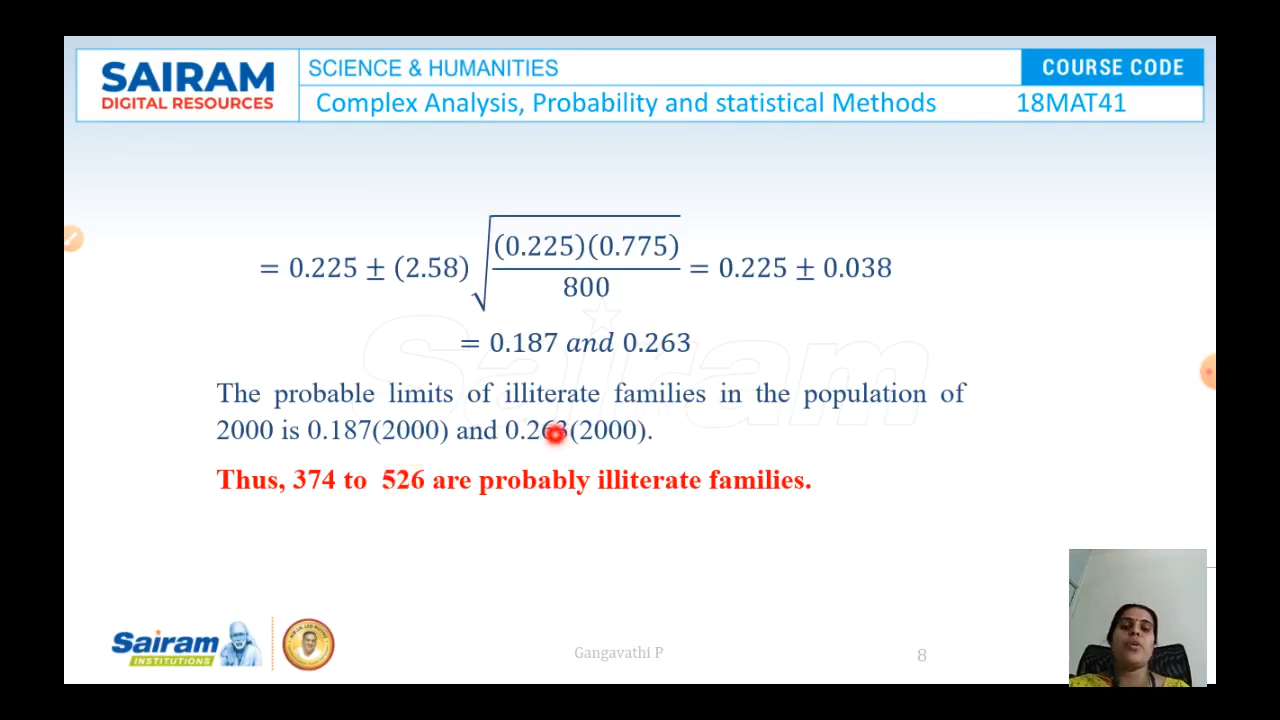 SAIRAM
DIGITAL RESOURCES
SCIENCE & HUMANITIES
COURSE CODE
Complex Analysis, Probability and statistical Methods
18MAT41
= 0.225 ± (2.58) √((0.225)(0.775)/800) = 0.225 ± 0.038
= 0.187 and 0.263
The probable limits of illiterate families in the population of
2000 is 0.187(2000) and 0.263(2000).
Thus, 374 to 526 are probably illiterate families.
Sairam
Sairam
INSTITUTIONS
Gangavathi P
8